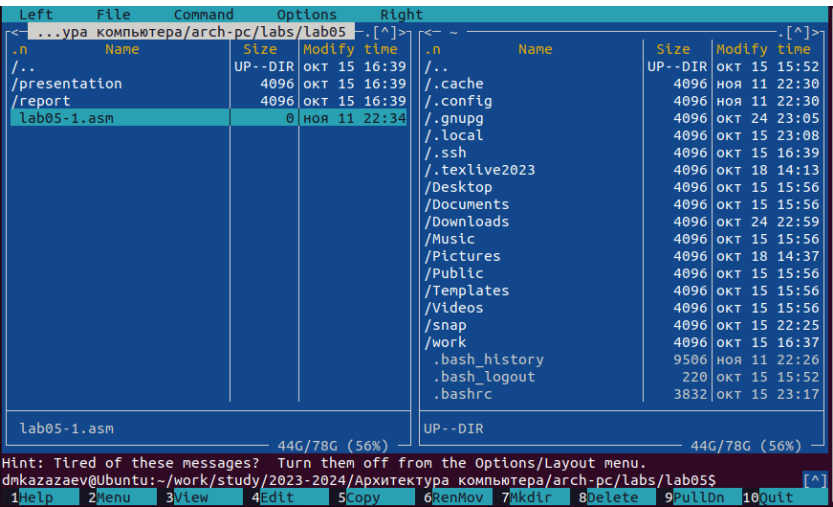 Left File Command Options Right
...ура компьютера/arch-pc/labs/lab05 .[^]>
.n Name Size Modify time
/.. UP--DIR окт 15 16:39
/presentation 4096 окт 15 16:39
/report 4096 окт 15 16:39
lab05-1.asm 0 ноя 11 22:34
lab05-1.asm
44G/78G (56%)
<─ ~ .[^]>
.n Name Size Modify time
/.. UP--DIR окт 15 15:52
/.cache 4096 ноя 11 22:30
/.config 4096 ноя 11 22:30
/.gnupg 4096 окт 24 23:05
/.local 4096 окт 15 23:08
/.ssh 4096 окт 15 16:39
/.texlive2023 4096 окт 18 14:13
/Desktop 4096 окт 15 15:56
/Documents 4096 окт 15 15:56
/Downloads 4096 окт 24 22:59
/Music 4096 окт 15 15:56
/Pictures 4096 окт 18 14:37
/Public 4096 окт 15 15:56
/Templates 4096 окт 15 15:56
/Videos 4096 окт 15 15:56
/snap 4096 окт 15 22:25
/work 4096 окт 15 16:37
.bash_history 9506 ноя 11 22:26
.bash_logout 220 окт 15 15:52
.bashrc 3832 окт 15 23:17
UP--DIR
44G/78G (56%)
Hint: Tired of these messages? Turn them off from the Options/Layout menu.
dmkazazaev@Ubuntu:~/work/study/2023-2024/Архитектура компьютера/arch-pc/labs/lab05$ [^]
1Help 2Menu 3View 4Edit 5Copy 6RenMov 7Mkdir 8Delete 9PullDn 10Quit